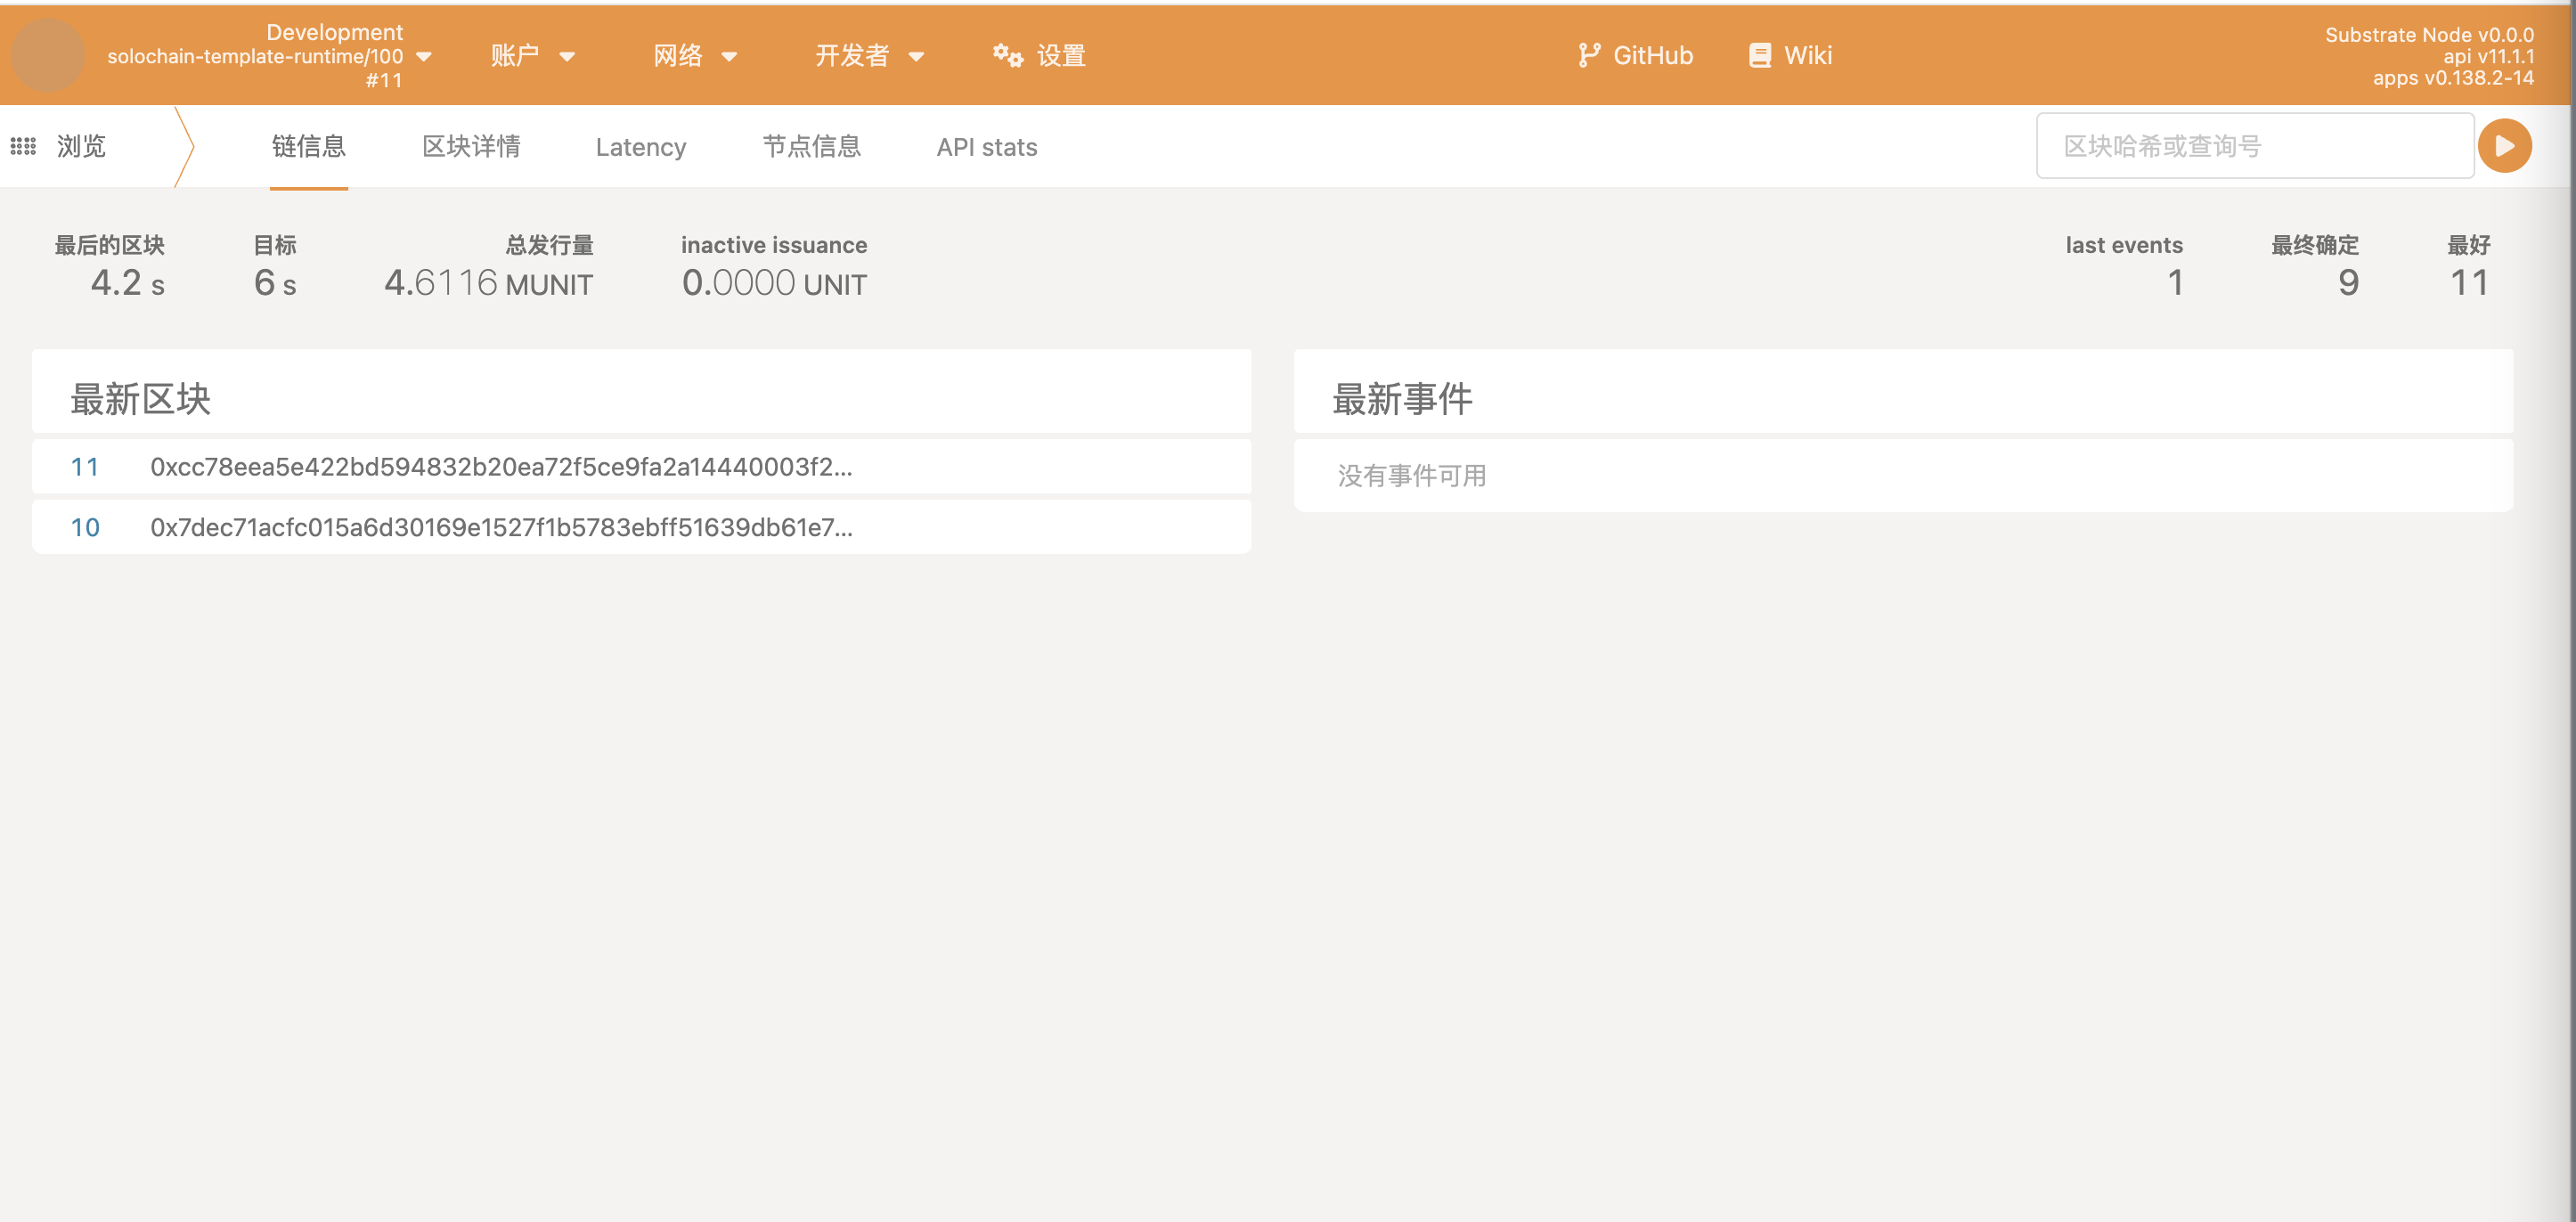 Development
solochain-template-runtime/100
#11
账户
网络
开发者
设置
GitHub
Wiki
Substrate Node v0.0.0
api v11.1.1
apps v0.138.2-14
浏览
链信息
区块详情
Latency
节点信息
API stats
区块哈希或查询号
最后的区块
4.2 s
目标
6 s
总发行量
4.6116 MUNIT
inactive issuance
0.0000 UNIT
last events
1
最终确定
9
最好
11
最新区块
11 0xcc78eea5e422bd594832b20ea72f5ce9fa2a14440003f2...
10 0x7dec71acfc015a6d30169e1527f1b5783ebff51639db61e7...
最新事件
没有事件可用